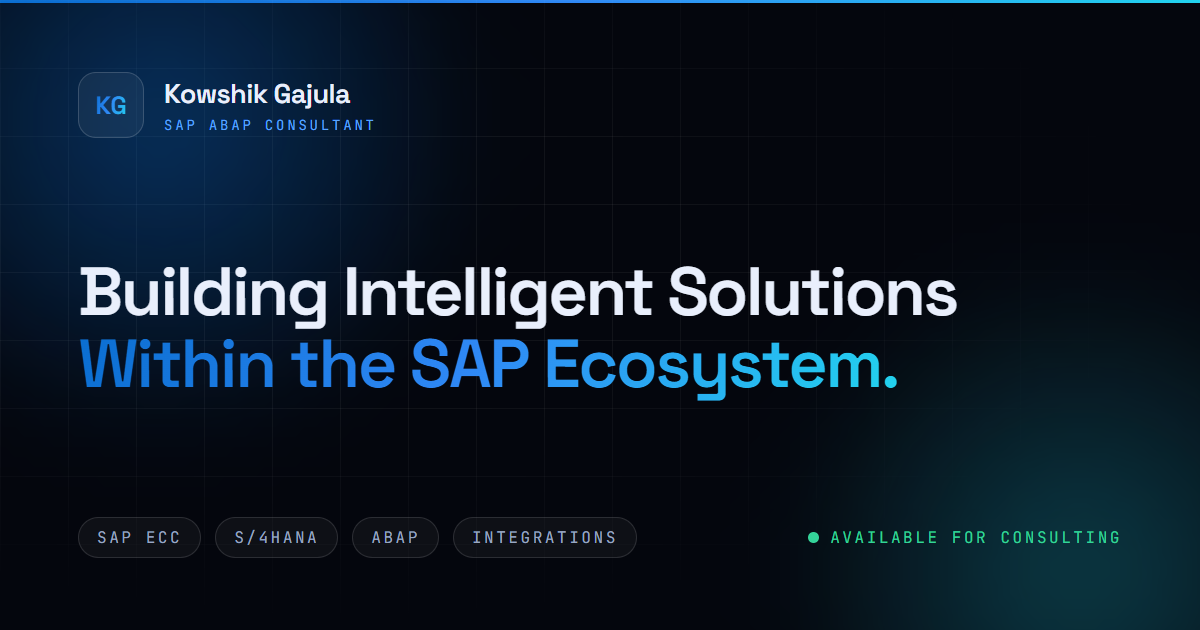 KG
Kowshik Gajula
SAP ABAP CONSULTANT
Building Intelligent Solutions
Within the SAP Ecosystem.
SAP ECC
S/4HANA
ABAP
INTEGRATIONS
AVAILABLE FOR CONSULTING